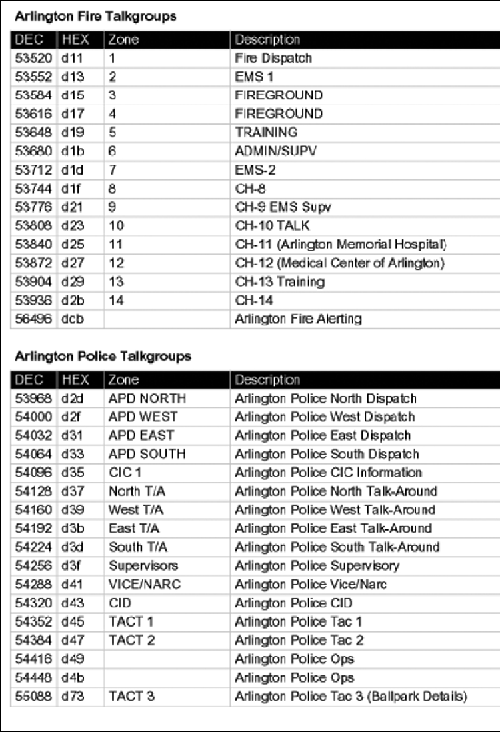 Arlington Fire Talkgroups
DEC HEX Zone Description
53520 d11 1 Fire Dispatch
53552 d13 2 EMS 1
53584 d15 3 FIREGROUND
53616 d17 4 FIREGROUND
53648 d19 5 TRAINING
53680 d1b 6 ADMIN/SUPV
53712 d1d 7 EMS-2
53744 d1f 8 CH-8
53776 d21 9 CH-9 EMS Supv
53808 d23 10 CH-10 TALK
53840 d25 11 CH-11 (Arlington Memorial Hospital)
53872 d27 12 CH-12 (Medical Center of Arlington)
53904 d29 13 CH-13 Training
53936 d2b 14 CH-14
56496 dcb Arlington Fire Alerting
Arlington Police Talkgroups
DEC HEX Zone Description
53968 d2d APD NORTH Arlington Police North Dispatch
54000 d2f APD WEST Arlington Police West Dispatch
54032 d31 APD EAST Arlington Police East Dispatch
54064 d33 APD SOUTH Arlington Police South Dispatch
54096 d35 CIC 1 Arlington Police CIC Information
54128 d37 North T/A Arlington Police North Talk-Around
54160 d39 West T/A Arlington Police West Talk-Around
54192 d3b East T/A Arlington Police East Talk-Around
54224 d3d South T/A Arlington Police South Talk-Around
54256 d3f Supervisors Arlington Police Supervisory
54288 d41 VICE/NARC Arlington Police Vice/Narc
54320 d43 CID Arlington Police CID
54352 d45 TACT 1 Arlington Police Tac 1
54384 d47 TACT 2 Arlington Police Tac 2
54416 d49 Arlington Police Ops
54448 d4b Arlington Police Ops
55088 d73 TACT 3 Arlington Police Tac 3 (Ballpark Details)